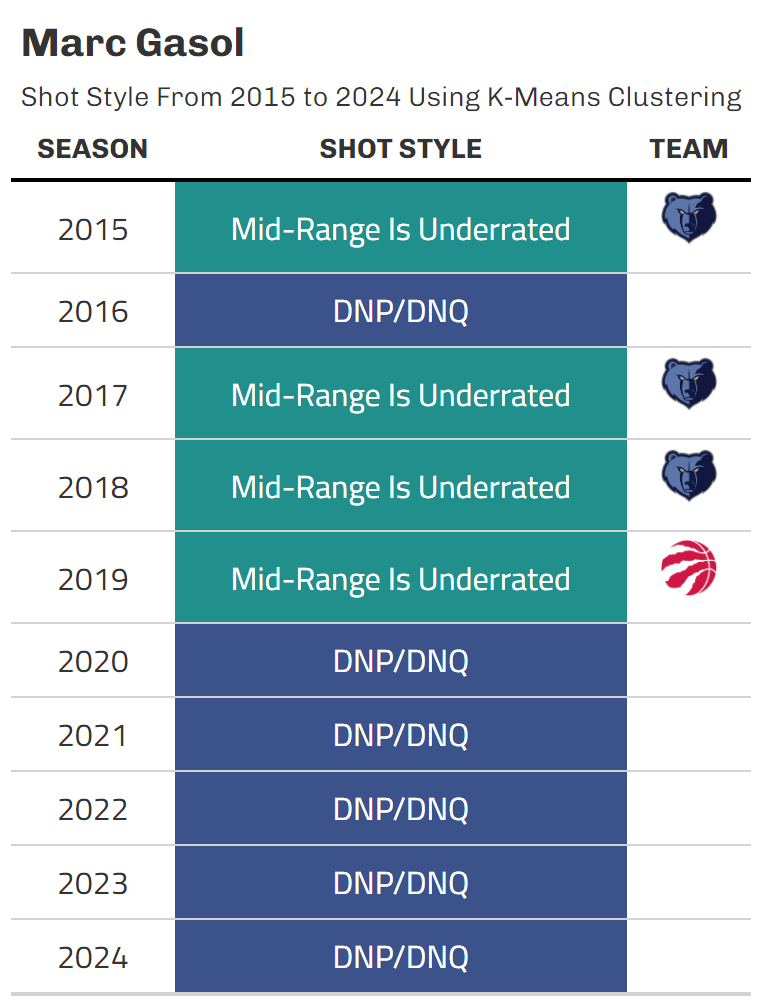 Marc Gasol
Shot Style From 2015 to 2024 Using K-Means Clustering
SEASON SHOT STYLE TEAM
2015 Mid-Range Is Underrated
2016 DNP/DNQ
2017 Mid-Range Is Underrated
2018 Mid-Range Is Underrated
2019 Mid-Range Is Underrated
2020 DNP/DNQ
2021 DNP/DNQ
2022 DNP/DNQ
2023 DNP/DNQ
2024 DNP/DNQ